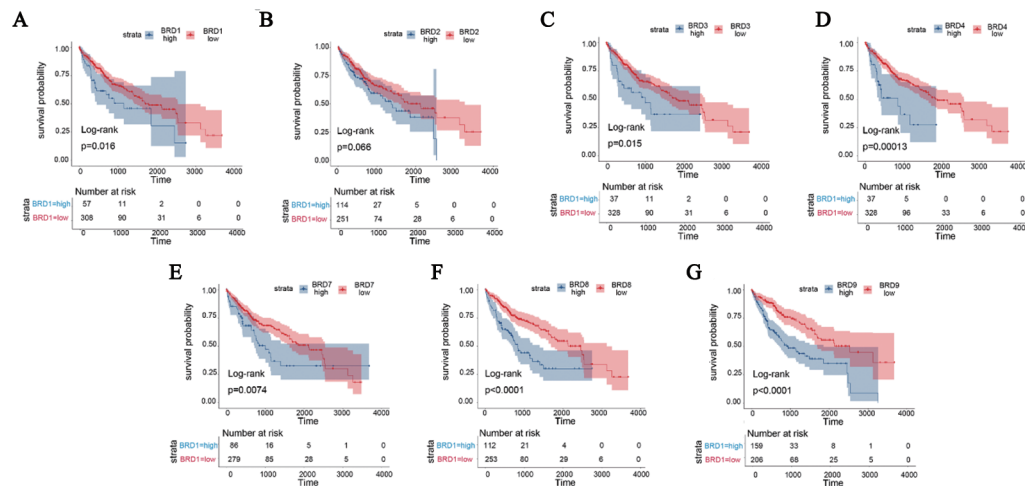 A
strata BRD1 high BRD1 low
survival probability
1.00
0.75
0.50
0.25
0.00
Log-rank
p=0.016
0 1000 2000 3000 4000
Time
Number at risk
strata
BRD1=high 57 11 2 0 0
BRD1=low 308 90 31 6 0
0 1000 2000 3000 4000
Time
B
strata BRD2 high BRD2 low
survival probability
1.00
0.75
0.50
0.25
0.00
Log-rank
p=0.066
0 1000 2000 3000 4000
Time
Number at risk
strata
BRD1=high 114 27 5 0 0
BRD1=low 251 74 28 6 0
0 1000 2000 3000 4000
Time
C
strata BRD3 high BRD3 low
survival probability
1.00
0.75
0.50
0.25
0.00
Log-rank
p=0.015
0 1000 2000 3000 4000
Time
Number at risk
strata
BRD1=high 37 11 2 0 0
BRD1=low 328 90 31 6 0
0 1000 2000 3000 4000
Time
D
strata BRD4 high BRD4 low
survival probability
1.00
0.75
0.50
0.25
0.00
Log-rank
p=0.00013
0 1000 2000 3000 4000
Time
Number at risk
strata
BRD1=high 37 5 0 0 0
BRD1=low 328 96 33 6 0
0 1000 2000 3000 4000
Time
E
strata BRD7 high BRD7 low
survival probability
1.00
0.75
0.50
0.25
0.00
Log-rank
p=0.0074
0 1000 2000 3000 4000
Time
Number at risk
strata
BRD1=high 86 16 5 1 0
BRD1=low 279 85 28 5 0
0 1000 2000 3000 4000
Time
F
strata BRD8 high BRD8 low
survival probability
1.00
0.75
0.50
0.25
0.00
Log-rank
p<0.0001
0 1000 2000 3000 4000
Time
Number at risk
strata
BRD1=high 112 21 4 0 0
BRD1=low 253 80 29 6 0
0 1000 2000 3000 4000
Time
G
strata BRD9 high BRD9 low
survival probability
1.00
0.75
0.50
0.25
0.00
Log-rank
p<0.0001
0 1000 2000 3000 4000
Time
Number at risk
strata
BRD1=high 159 33 8 1 0
BRD1=low 206 68 25 5 0
0 1000 2000 3000 4000
Time